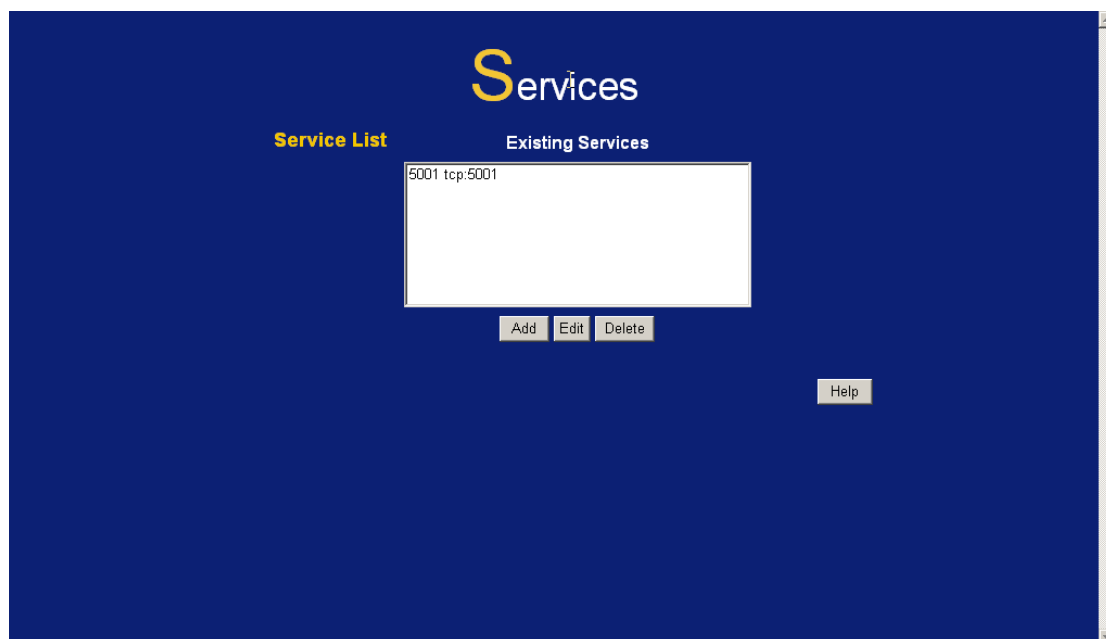 Services
Service List Existing Services
5001 tcp:5001
Add Edit Delete
Help